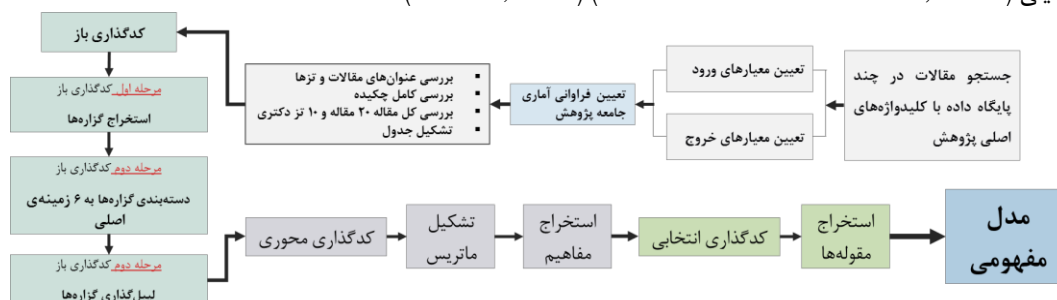 جستجو مقالات در چند
پایگاه داده با کلیدواژه‌های
اصلی پژوهش
تعیین معیارهای ورود
تعیین معیارهای خروج
تعیین فراوانی آماری
جامعه پژوهش
▪ بررسی عنوان‌های مقالات و تزها
▪ بررسی کامل چکیده
▪ بررسی کل مقاله ۲۰ مقاله و ۱۰ تز دکتری
▪ تشکیل جدول
کدگذاری باز
مرحله اول کدگذاری باز
استخراج گزاره‌ها
مرحله دوم کدگذاری باز
دسته‌بندی گزاره‌ها به ۶ زمینه‌ی
اصلی
مرحله دوم کدگذاری باز
لیبل‌گذاری گزاره‌ها
کدگذاری محوری
تشکیل
ماتریس
استخراج
مفاهیم
کدگذاری انتخابی
استخراج
مقوله‌ها
مدل
مفهومی